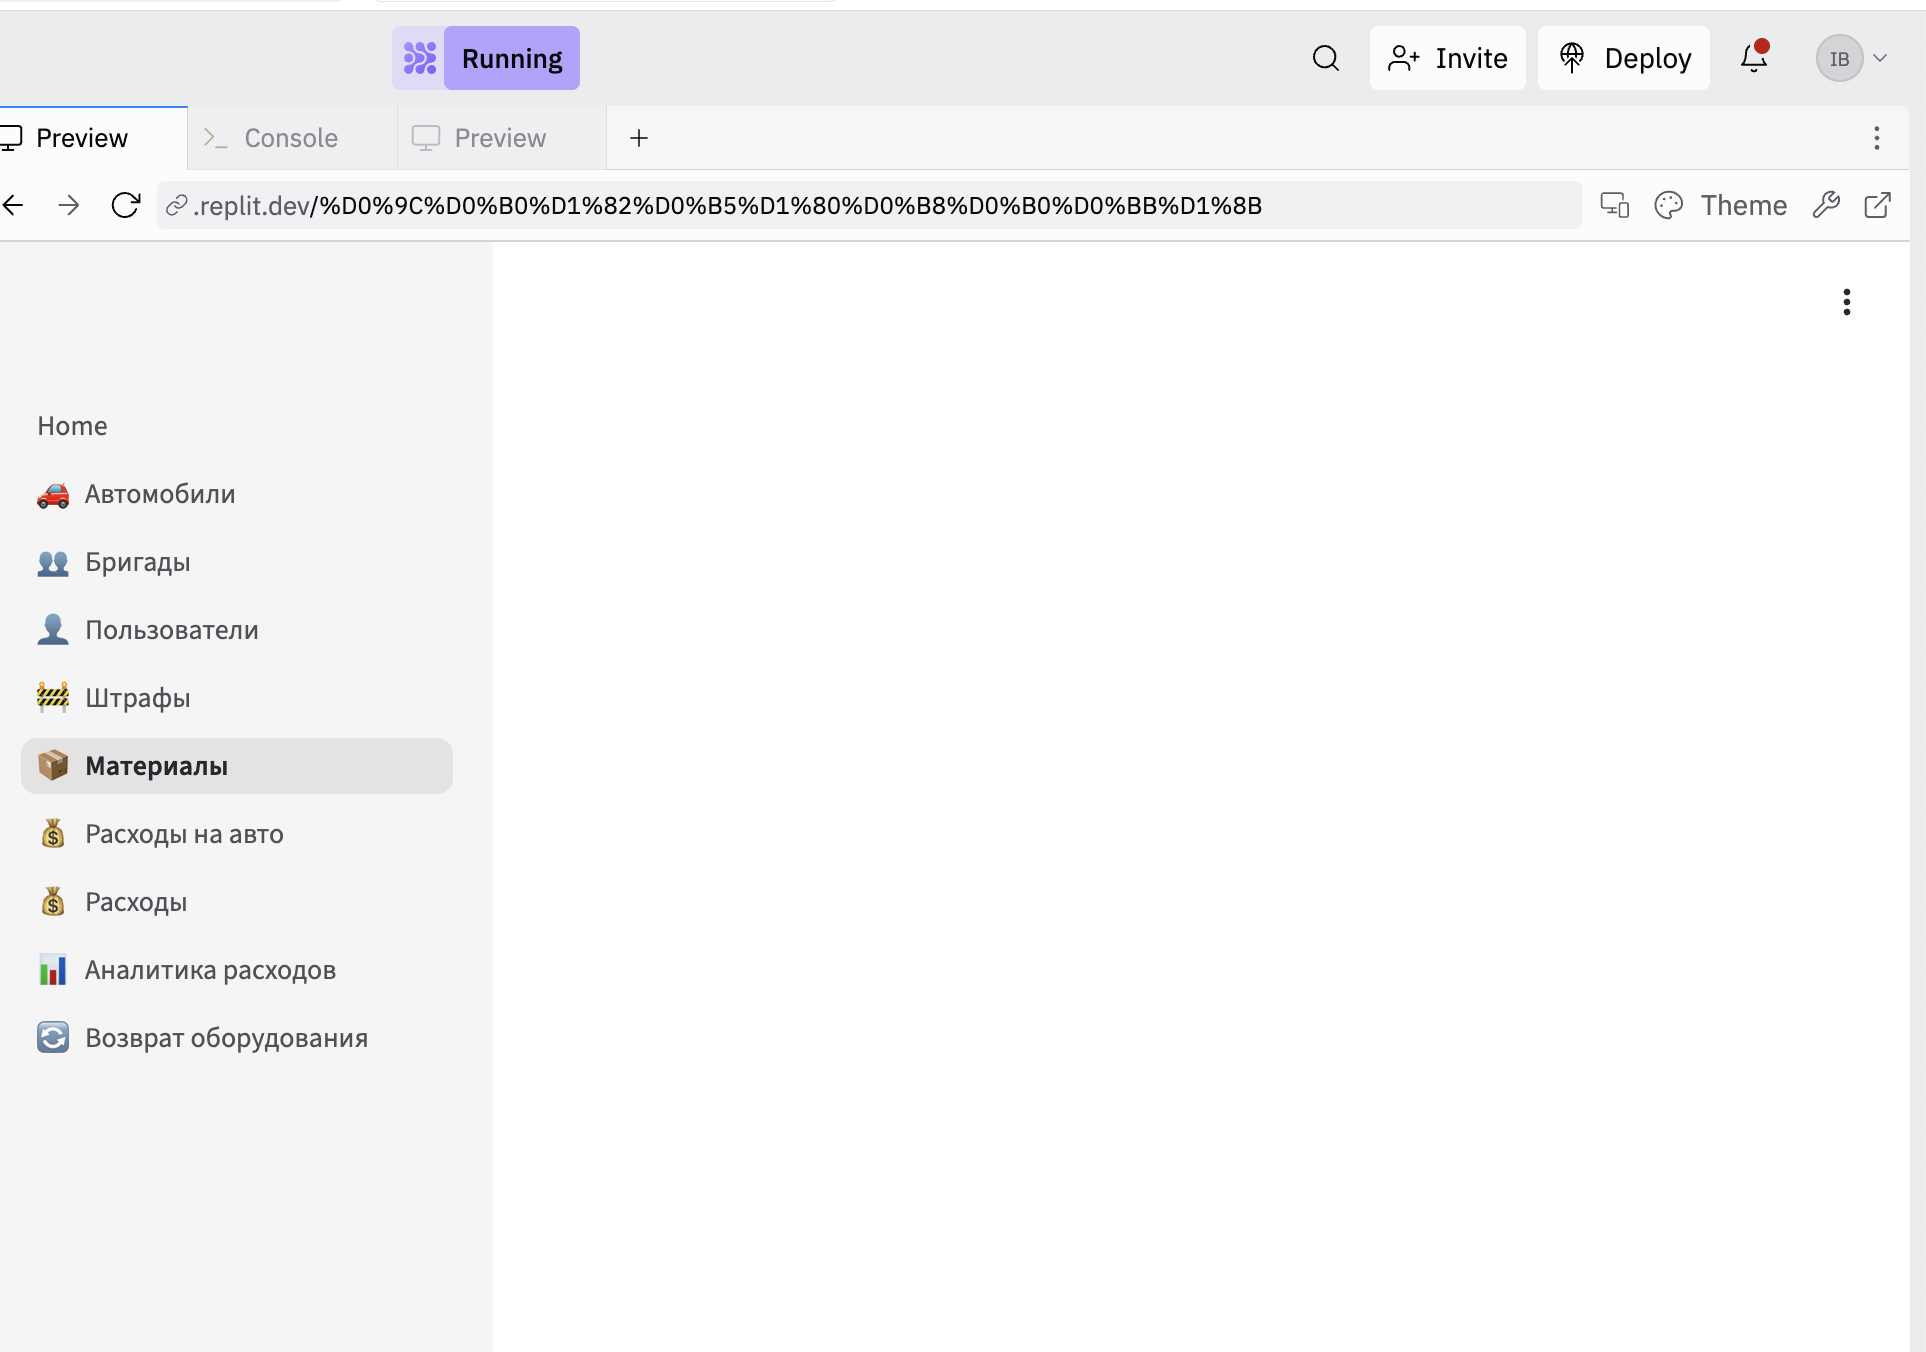 Running
Invite
Deploy
IB
Preview
Console
Preview
.replit.dev/%D0%9C%D0%B0%D1%82%D0%B5%D1%80%D0%B8%D0%B0%D0%BB%D1%8B
Theme
Home
Автомобили
Бригады
Пользователи
Штрафы
Материалы
Расходы на авто
Расходы
Аналитика расходов
Возврат оборудования